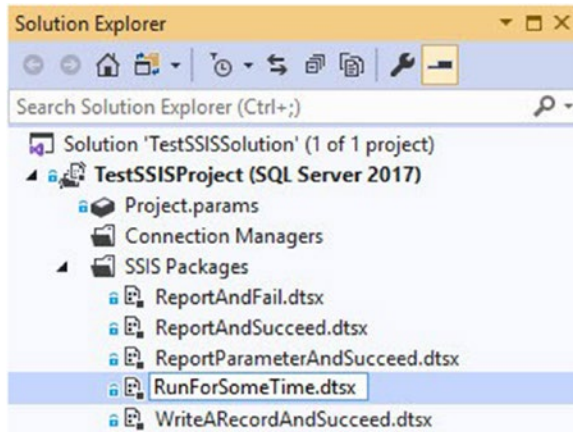 Solution Explorer
Search Solution Explorer (Ctrl+;)
Solution 'TestSSISSolution' (1 of 1 project)
TestSSISProject (SQL Server 2017)
Project.params
Connection Managers
SSIS Packages
ReportAndFail.dtsx
ReportAndSucceed.dtsx
ReportParameterAndSucceed.dtsx
RunForSomeTime.dtsx
WriteARecordAndSucceed.dtsx